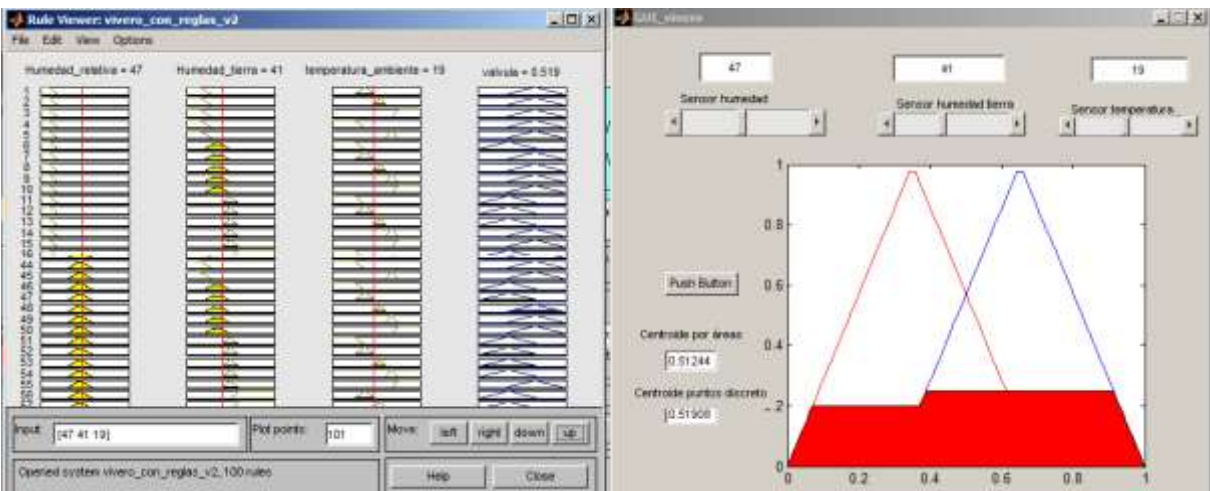 Rule Viewer: vivero_con_reglas_v2
File Edit View Options
Humedad_relativa = 47
Humedad_tierra = 41
temperatura_ambiente = 19
valvula = 0.519
1
2
3
4
5
6
7
8
9
10
11
12
13
14
15
16
44
45
46
47
48
49
50
51
52
53
54
55
56
Input: [47 41 19]
Plot points: 101
Move: left right down up
Opened system vivero_con_reglas_v2, 100 rules
Help Close
GUI_vivero
47
41
19
Sensor humedad
Sensor humedad tierra
Sensor temperatura
Push Button
Centroide por áreas
0.51244
Centroide puntos discreto
0.51908
1
0.8
0.6
0.4
0
0 0.2 0.4 0.6 0.8 1